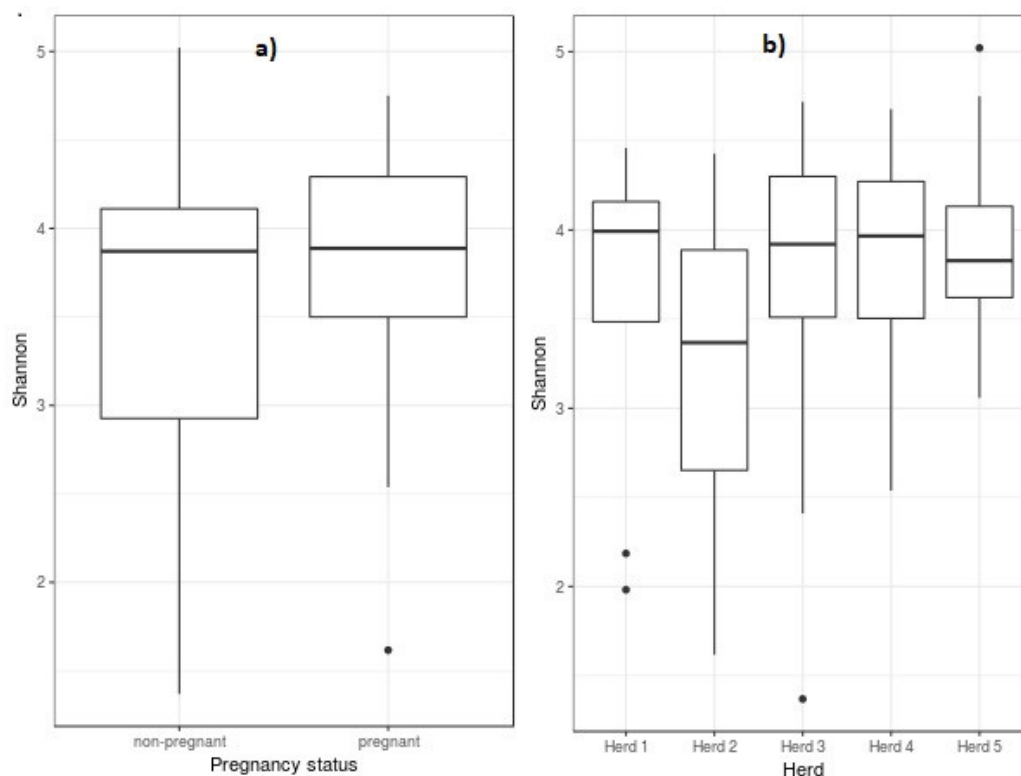 a)
5
4
3
2
Shannon
non-pregnant pregnant
Pregnancy status
b)
5
4
3
2
Shannon
Herd 1 Herd 2 Herd 3 Herd 4 Herd 5
Herd